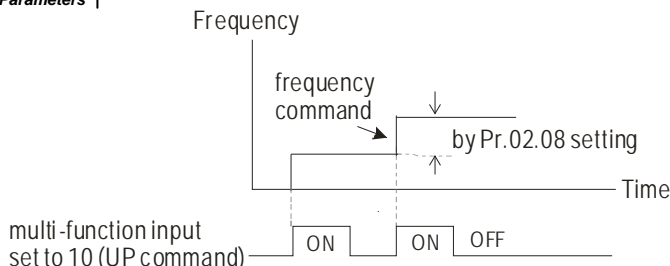 Parameters |
Frequency
frequency
command
by Pr.02.08 setting
Time
multi-function input
set to 10 (UP command)
ON
ON
OFF